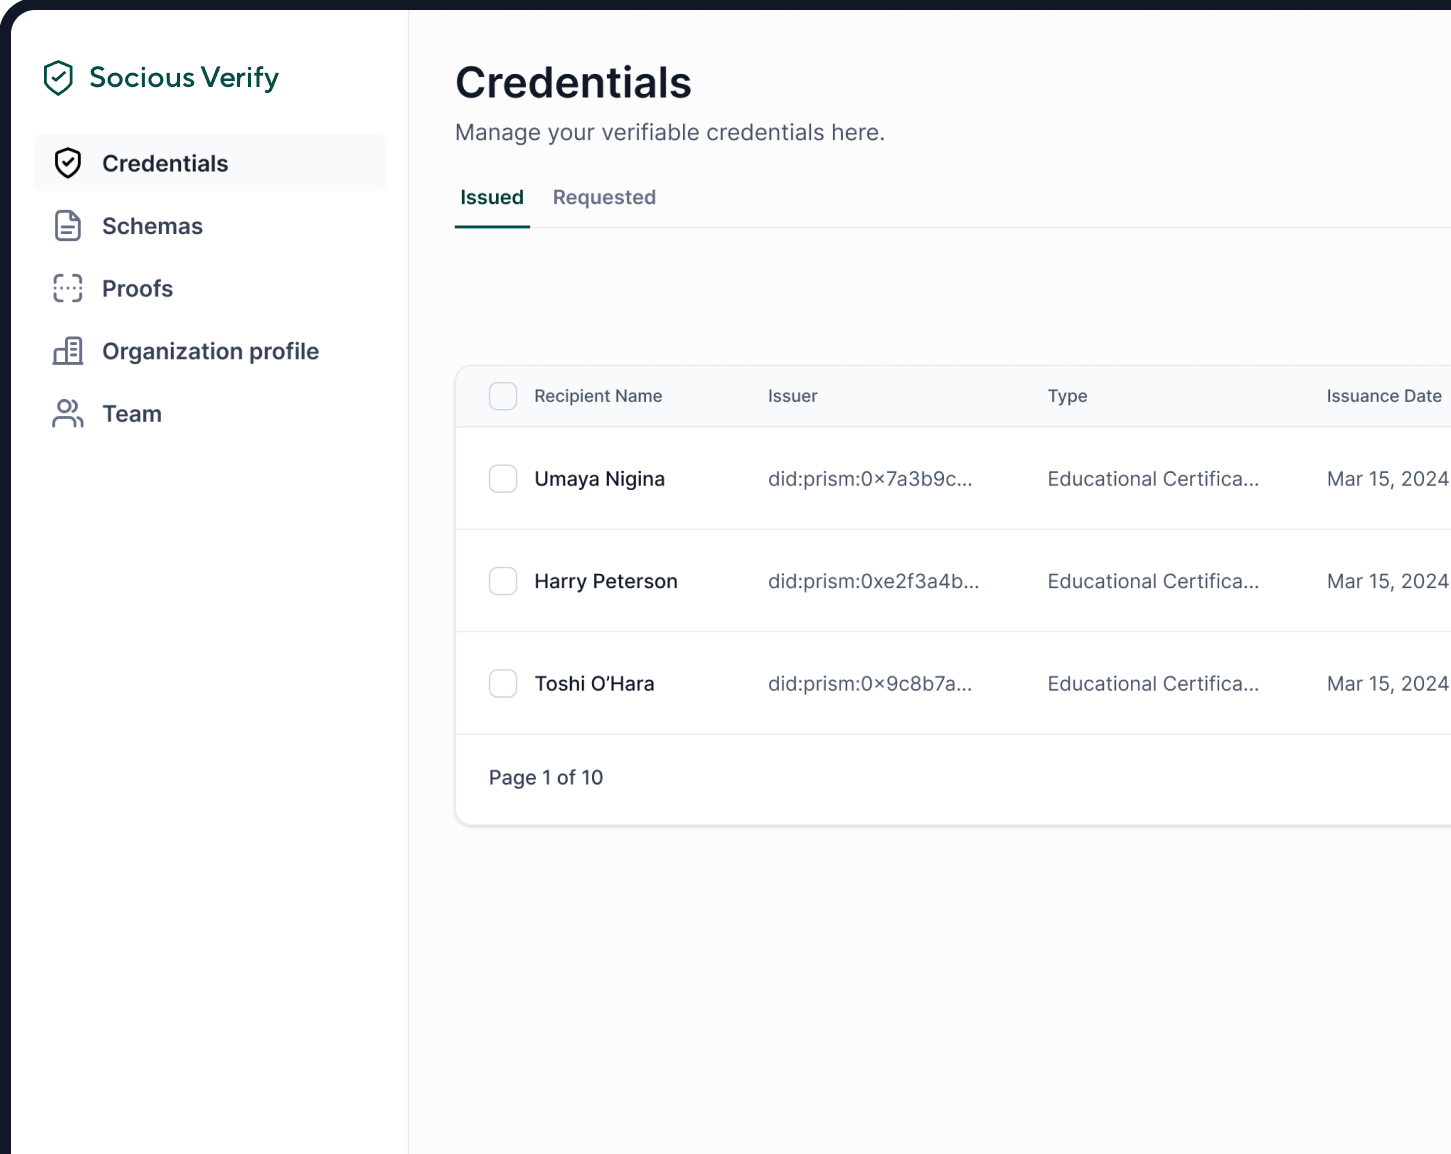 Socious Verify
Credentials
Schemas
Proofs
Organization profile
Team
Credentials
Manage your verifiable credentials here.
Issued Requested
Recipient Name Issuer Type Issuance Date
Umaya Nigina did:prism:0×7a3b9c... Educational Certifica... Mar 15, 2024
Harry Peterson did:prism:0xe2f3a4b... Educational Certifica... Mar 15, 2024
Toshi O’Hara did:prism:0×9c8b7a... Educational Certifica... Mar 15, 2024
Page 1 of 10